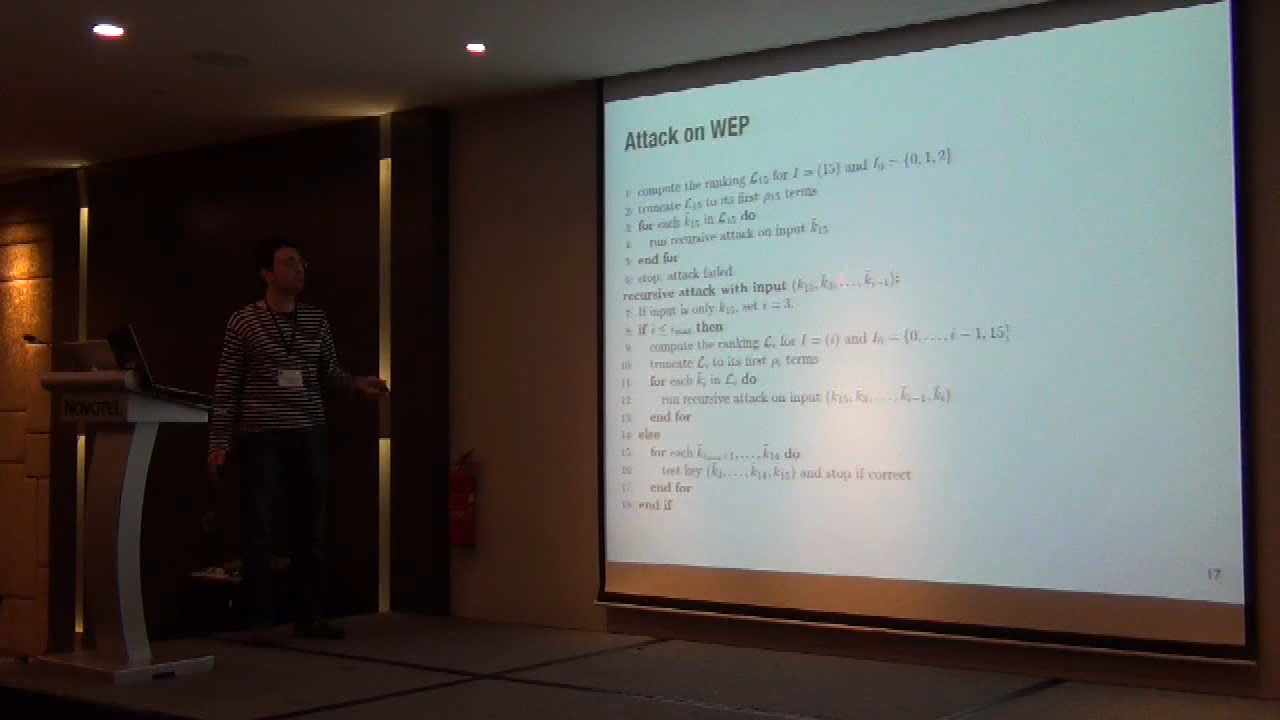 Attack on WEP
1: compute the ranking ℒ₁₅ for I = (15) and I₀ = {0, 1, 2}
2: truncate ℒ₁₅ to its first ρ₁₅ terms
3: for each k̄₁₅ in ℒ₁₅ do
4: run recursive attack on input k̄₁₅
5: end for
6: stop: attack failed
recursive attack with input (k̄₁₅, k̄₃, . . . , k̄ᵢ₋₁):
7: If input is only k̄₁₅, set i = 3.
8: if i ≤ iₘₐₓ then
9: compute the ranking ℒᵢ for I = (i) and I₀ = {0, . . . , i − 1, 15}
10: truncate ℒᵢ to its first ρᵢ terms
11: for each k̄ᵢ in ℒᵢ do
12: run recursive attack on input (k̄₁₅, k̄₃, . . . , k̄ᵢ₋₁, k̄ᵢ)
13: end for
14: else
15: for each k̄ᵢₘₐₓ₊₁, . . . , k̄₁₄ do
16: test key (k̄₃, . . . , k̄₁₄, k̄₁₅) and stop if correct
17: end for
18: end if
17
NOVOTEL